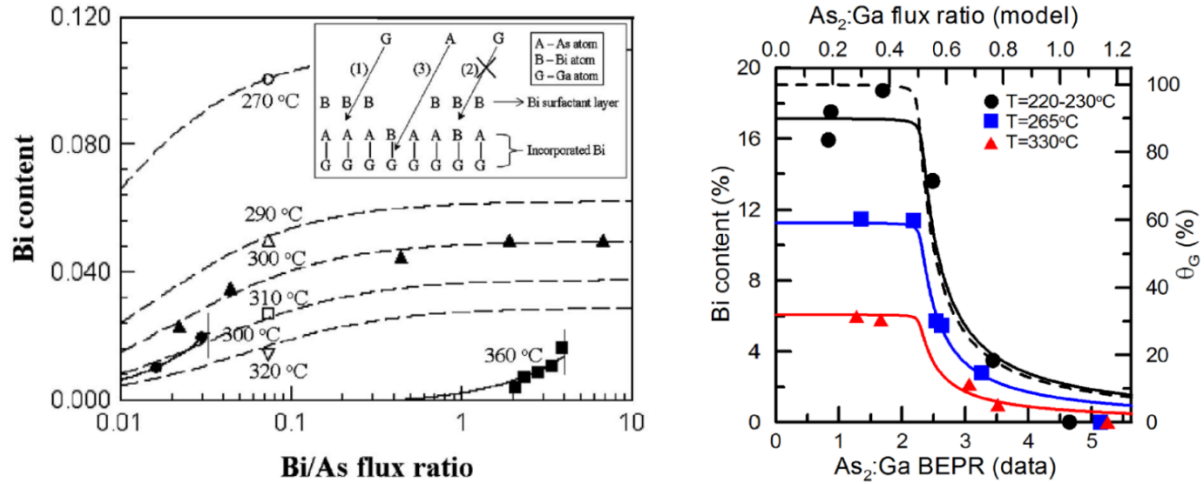 0.120
0.080
0.040
0.000
Bi content
0.01
0.1
1
10
Bi/As flux ratio
270 °C
290 °C
300 °C
310 °C
300 °C
320 °C
360 °C
G A G
(1) (3) (2)
A – As atom
B – Bi atom
G – Ga atom
B B B B B B
Bi surfactant layer
A A A B A A B A
G G G G G G G G
Incorporated Bi
As2:Ga flux ratio (model)
0.0 0.2 0.4 0.6 0.8 1.0 1.2
20
16
12
8
4
0
Bi content (%)
T=220-230°C
T=265°C
T=330°C
100
80
60
40
20
0
θG (%)
0 1 2 3 4 5
As2:Ga BEPR (data)